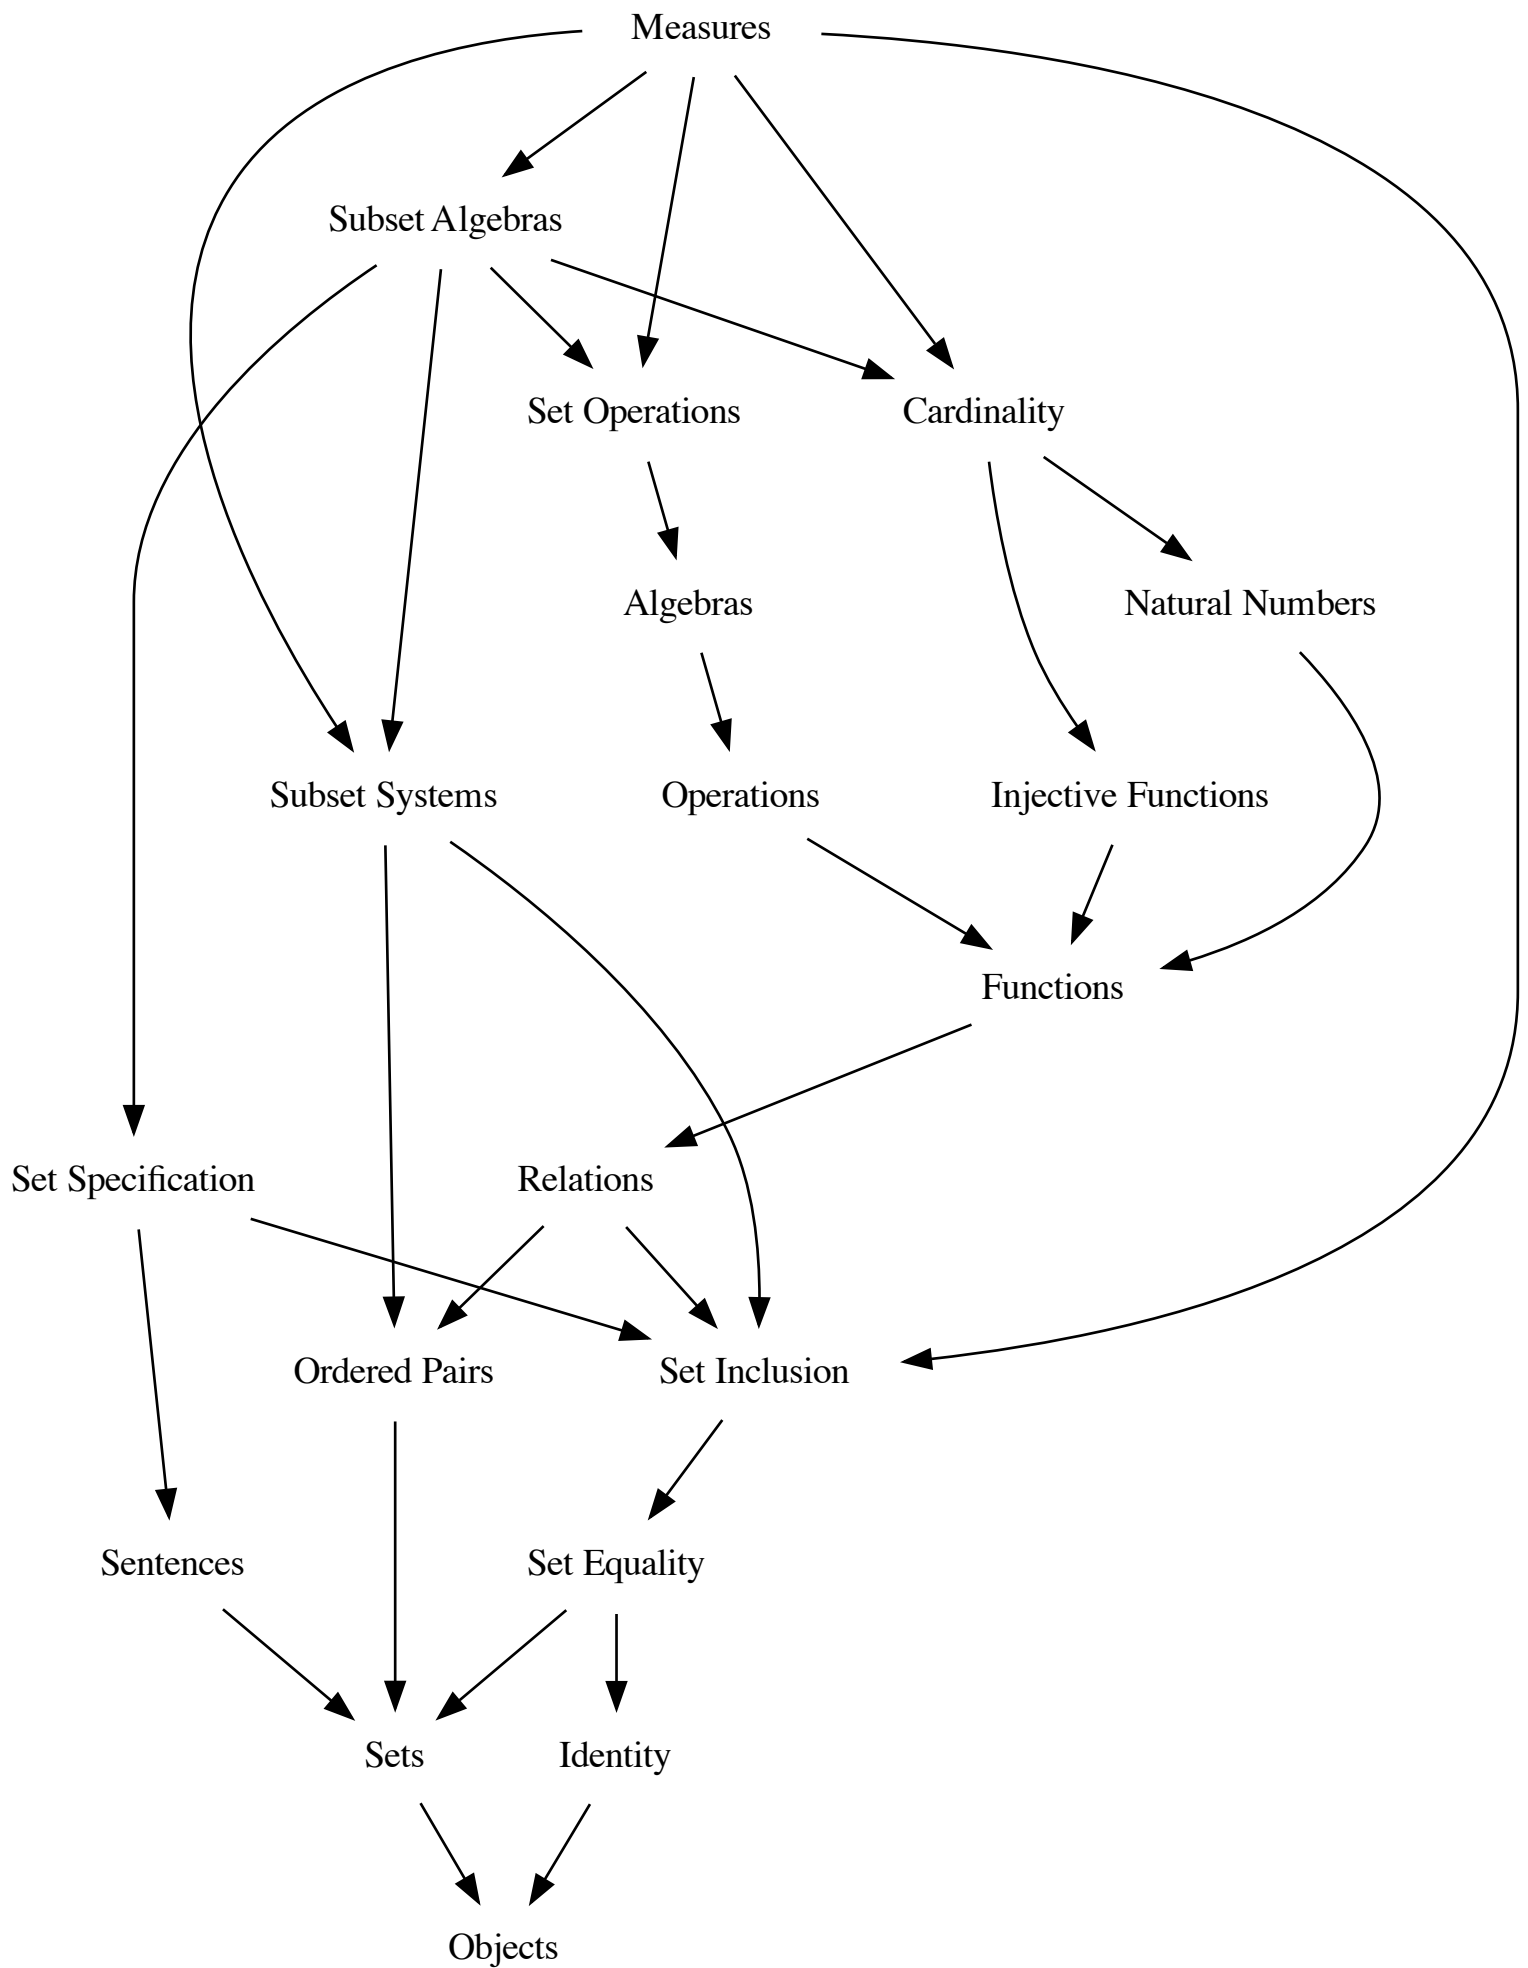 Measures
Subset Algebras
Set Operations
Cardinality
Algebras
Natural Numbers
Subset Systems
Operations
Injective Functions
Functions
Set Specification
Relations
Ordered Pairs
Set Inclusion
Sentences
Set Equality
Sets
Identity
Objects